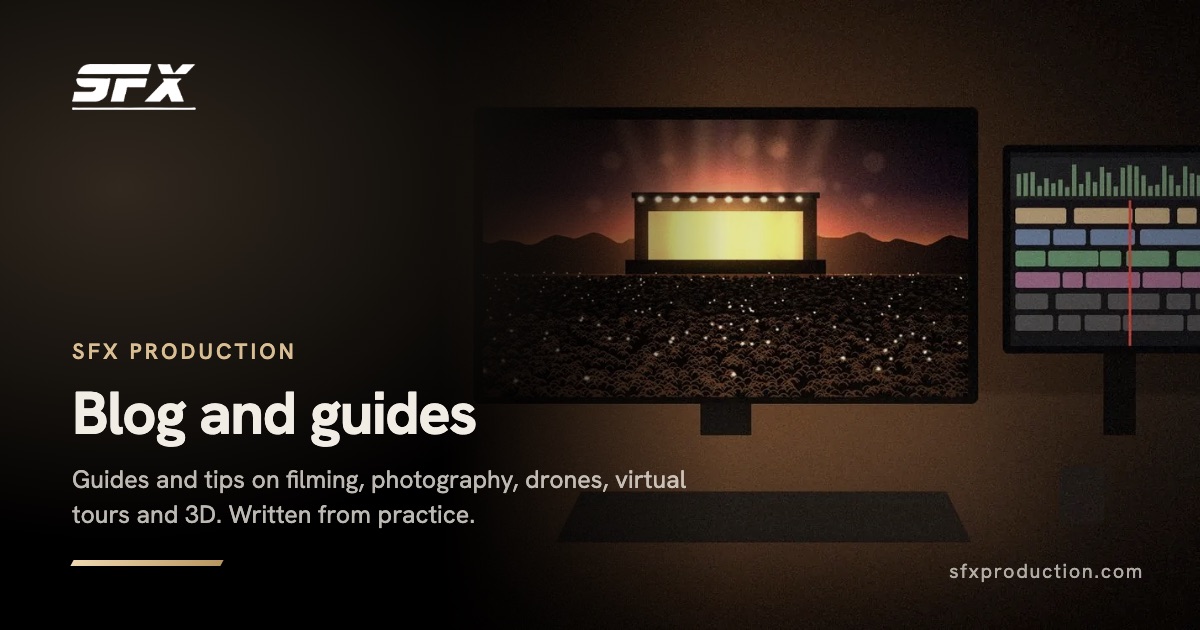 SFX
SFX PRODUCTION
Blog and guides
Guides and tips on filming, photography, drones, virtual
tours and 3D. Written from practice.
sfxproduction.com